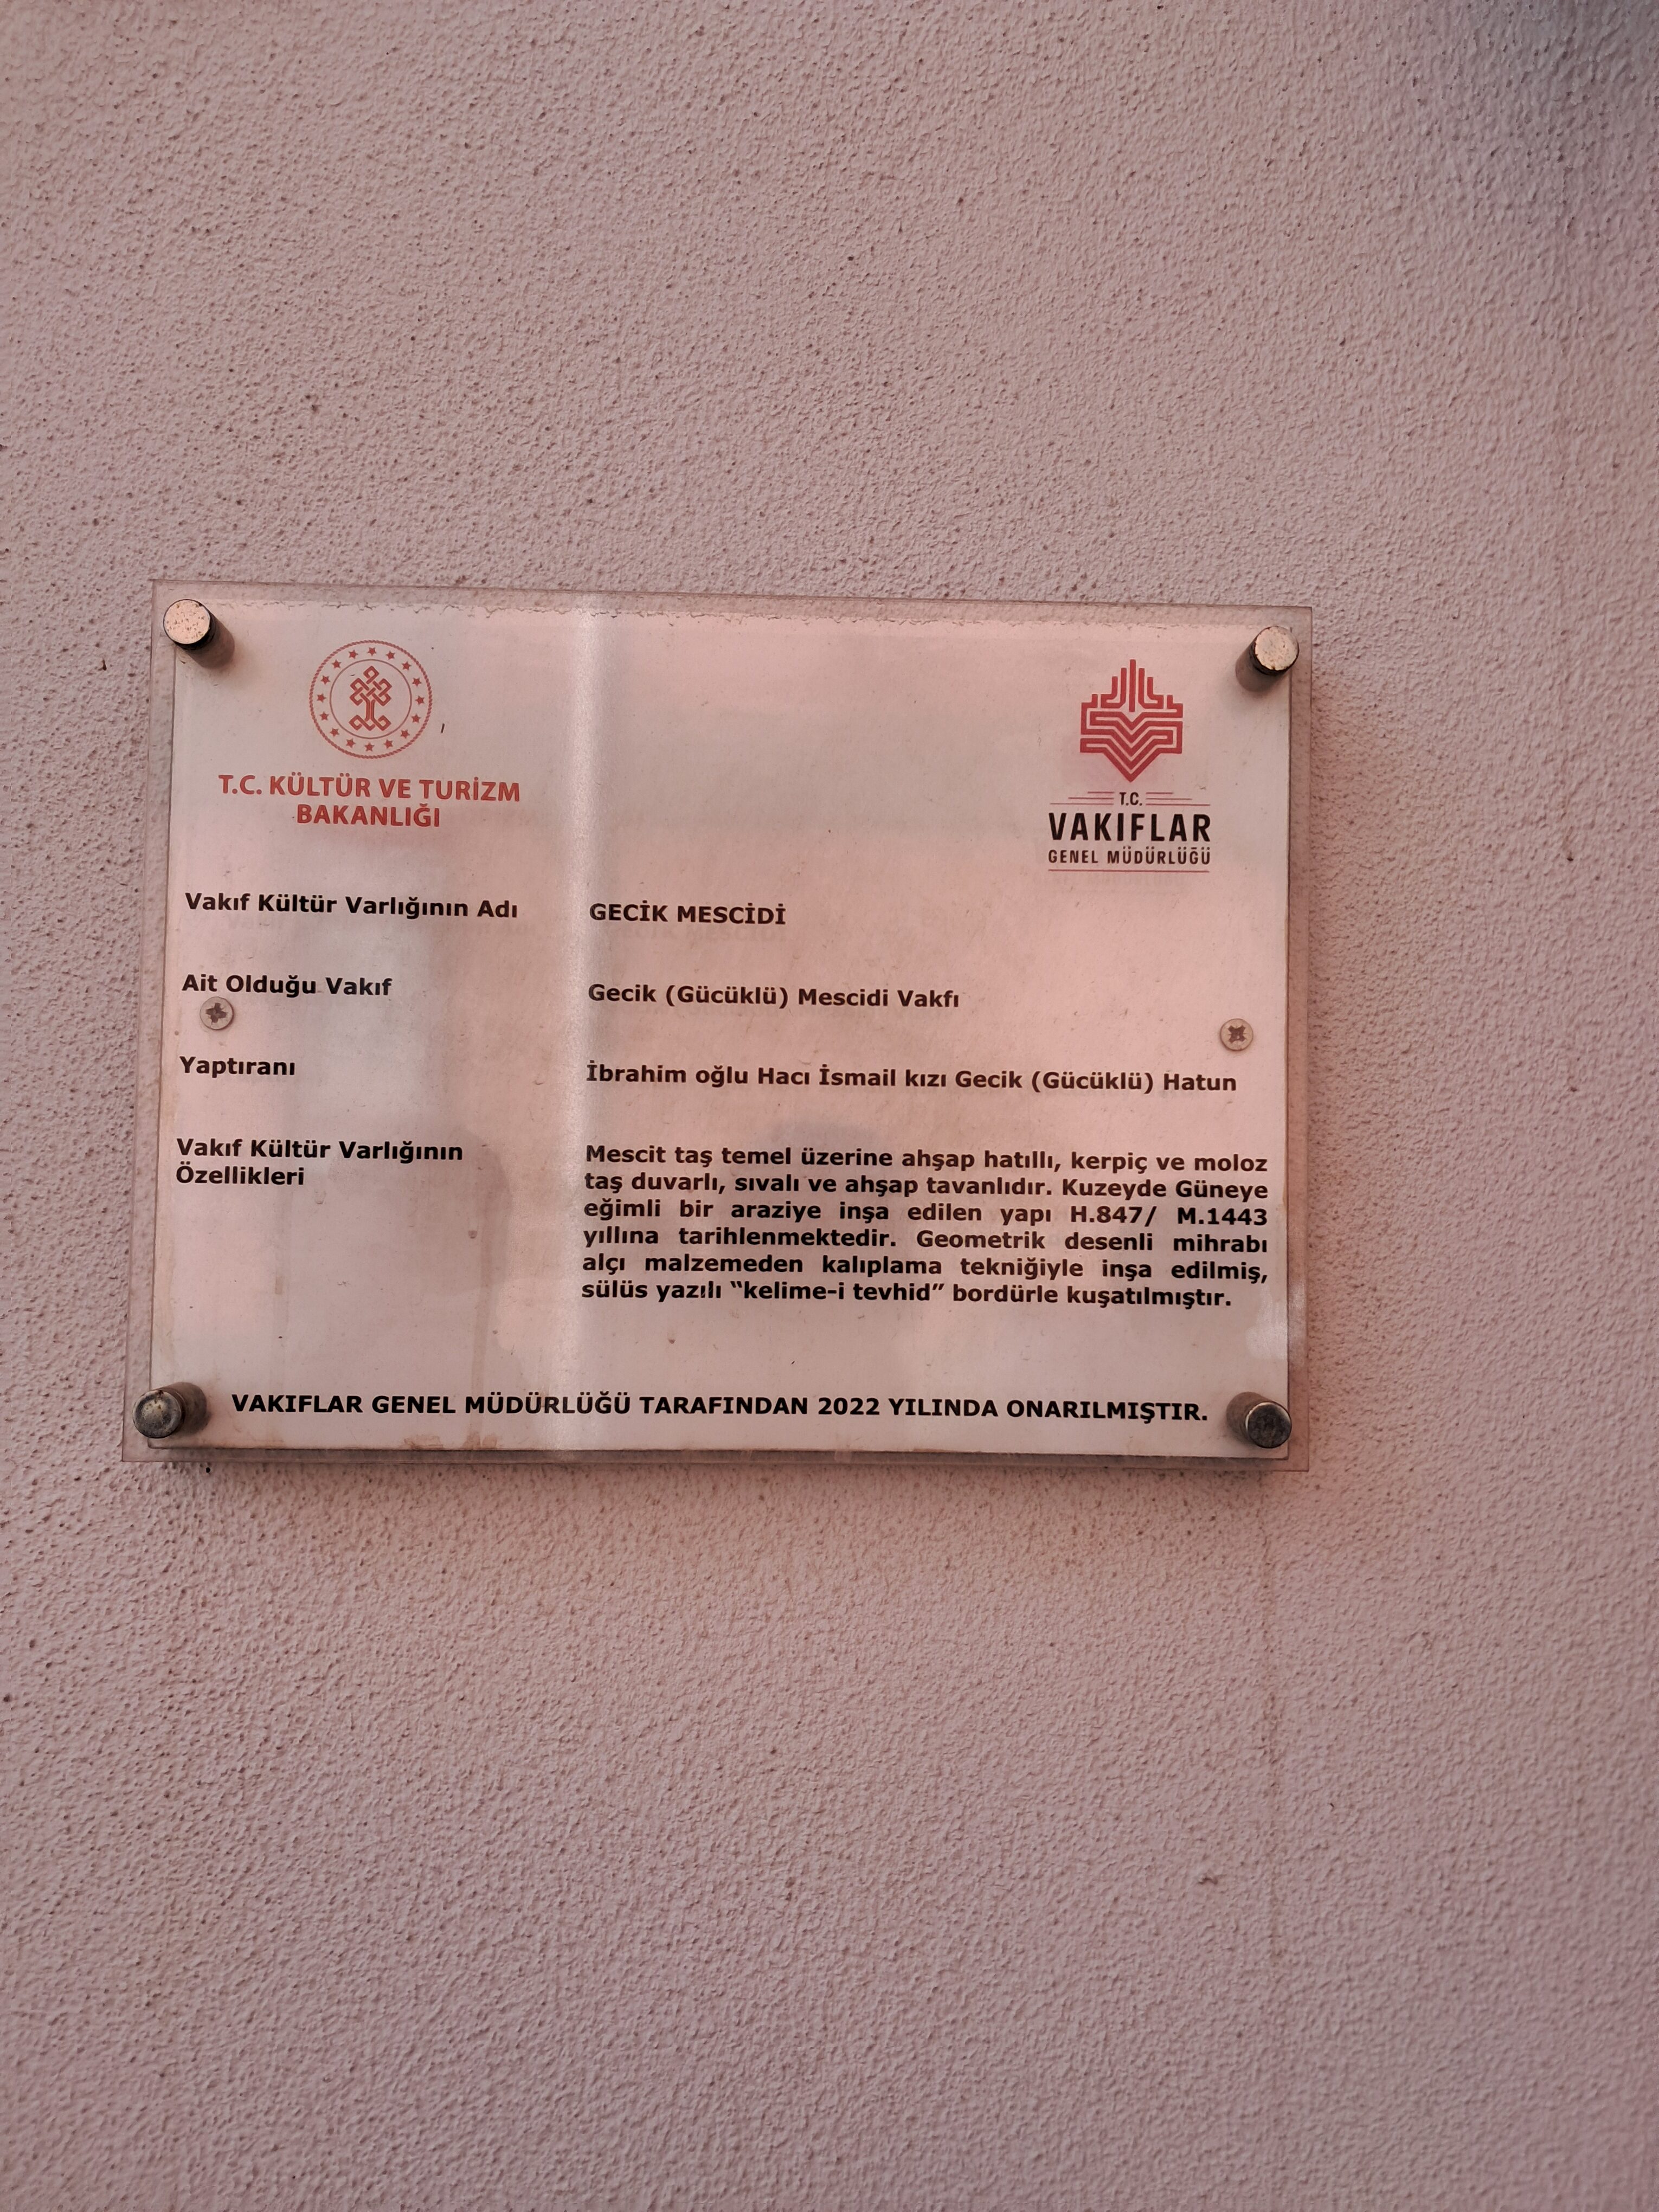 T.C. KÜLTÜR VE TURİZM
BAKANLIĞI
T.C.
VAKIFLAR
GENEL MÜDÜRLÜĞÜ
Vakıf Kültür Varlığının Adı GECİK MESCİDİ
Ait Olduğu Vakıf Gecik (Gücüklü) Mescidi Vakfı
Yaptıranı İbrahim oğlu Hacı İsmail kızı Gecik (Gücüklü) Hatun
Vakıf Kültür Varlığının
Özellikleri
Mescit taş temel üzerine ahşap hatıllı, kerpiç ve moloz
taş duvarlı, sıvalı ve ahşap tavanlıdır. Kuzeyde Güneye
eğimli bir araziye inşa edilen yapı H.847/ M.1443
yıllına tarihlenmektedir. Geometrik desenli mihrabı
alçı malzemeden kalıplama tekniğiyle inşa edilmiş,
sülüs yazılı “kelime-i tevhid” bordürle kuşatılmıştır.
VAKIFLAR GENEL MÜDÜRLÜĞÜ TARAFINDAN 2022 YILINDA ONARILMIŞTIR.